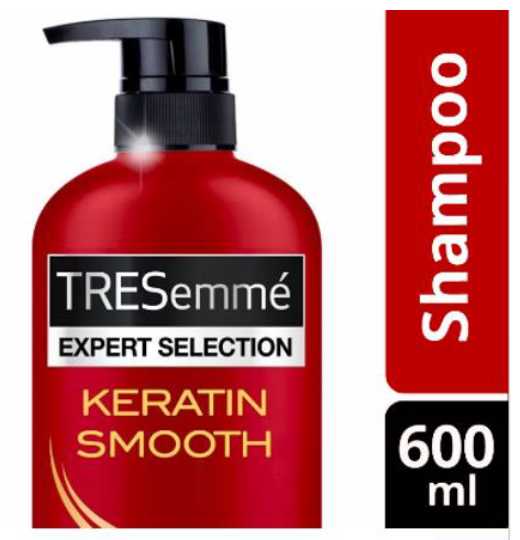 TRESemmé
EXPERT SELECTION
KERATIN
SMOOTH
Shampoo
600
ml